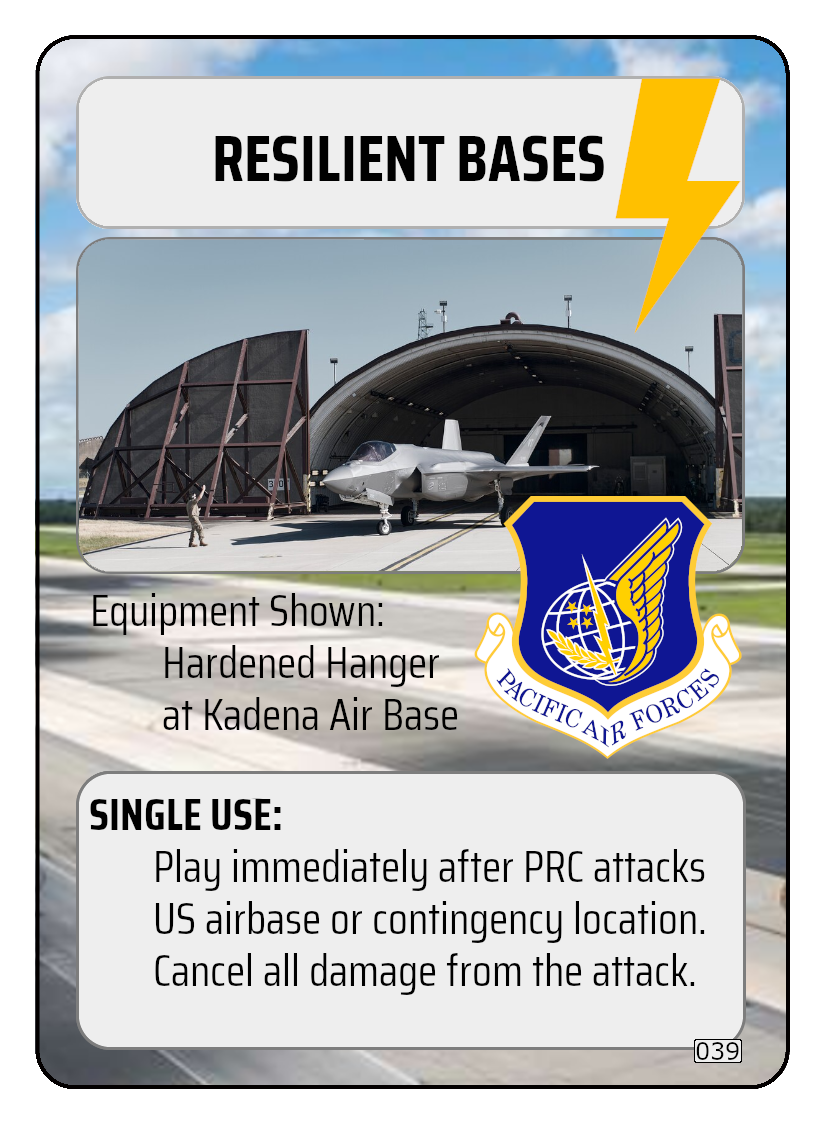 RESILIENT BASES
Equipment Shown:
Hardened Hanger
at Kadena Air Base
PACIFIC AIR FORCES
SINGLE USE:
Play immediately after PRC attacks
US airbase or contingency location.
Cancel all damage from the attack.
039